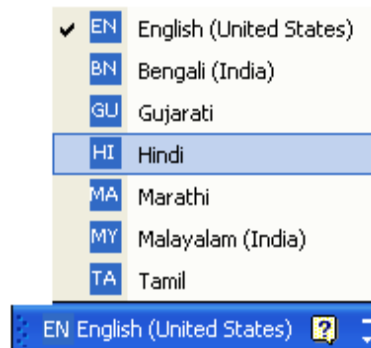 EN English (United States)
BN Bengali (India)
GU Gujarati
HI Hindi
MA Marathi
MY Malayalam (India)
TA Tamil
EN English (United States) ?